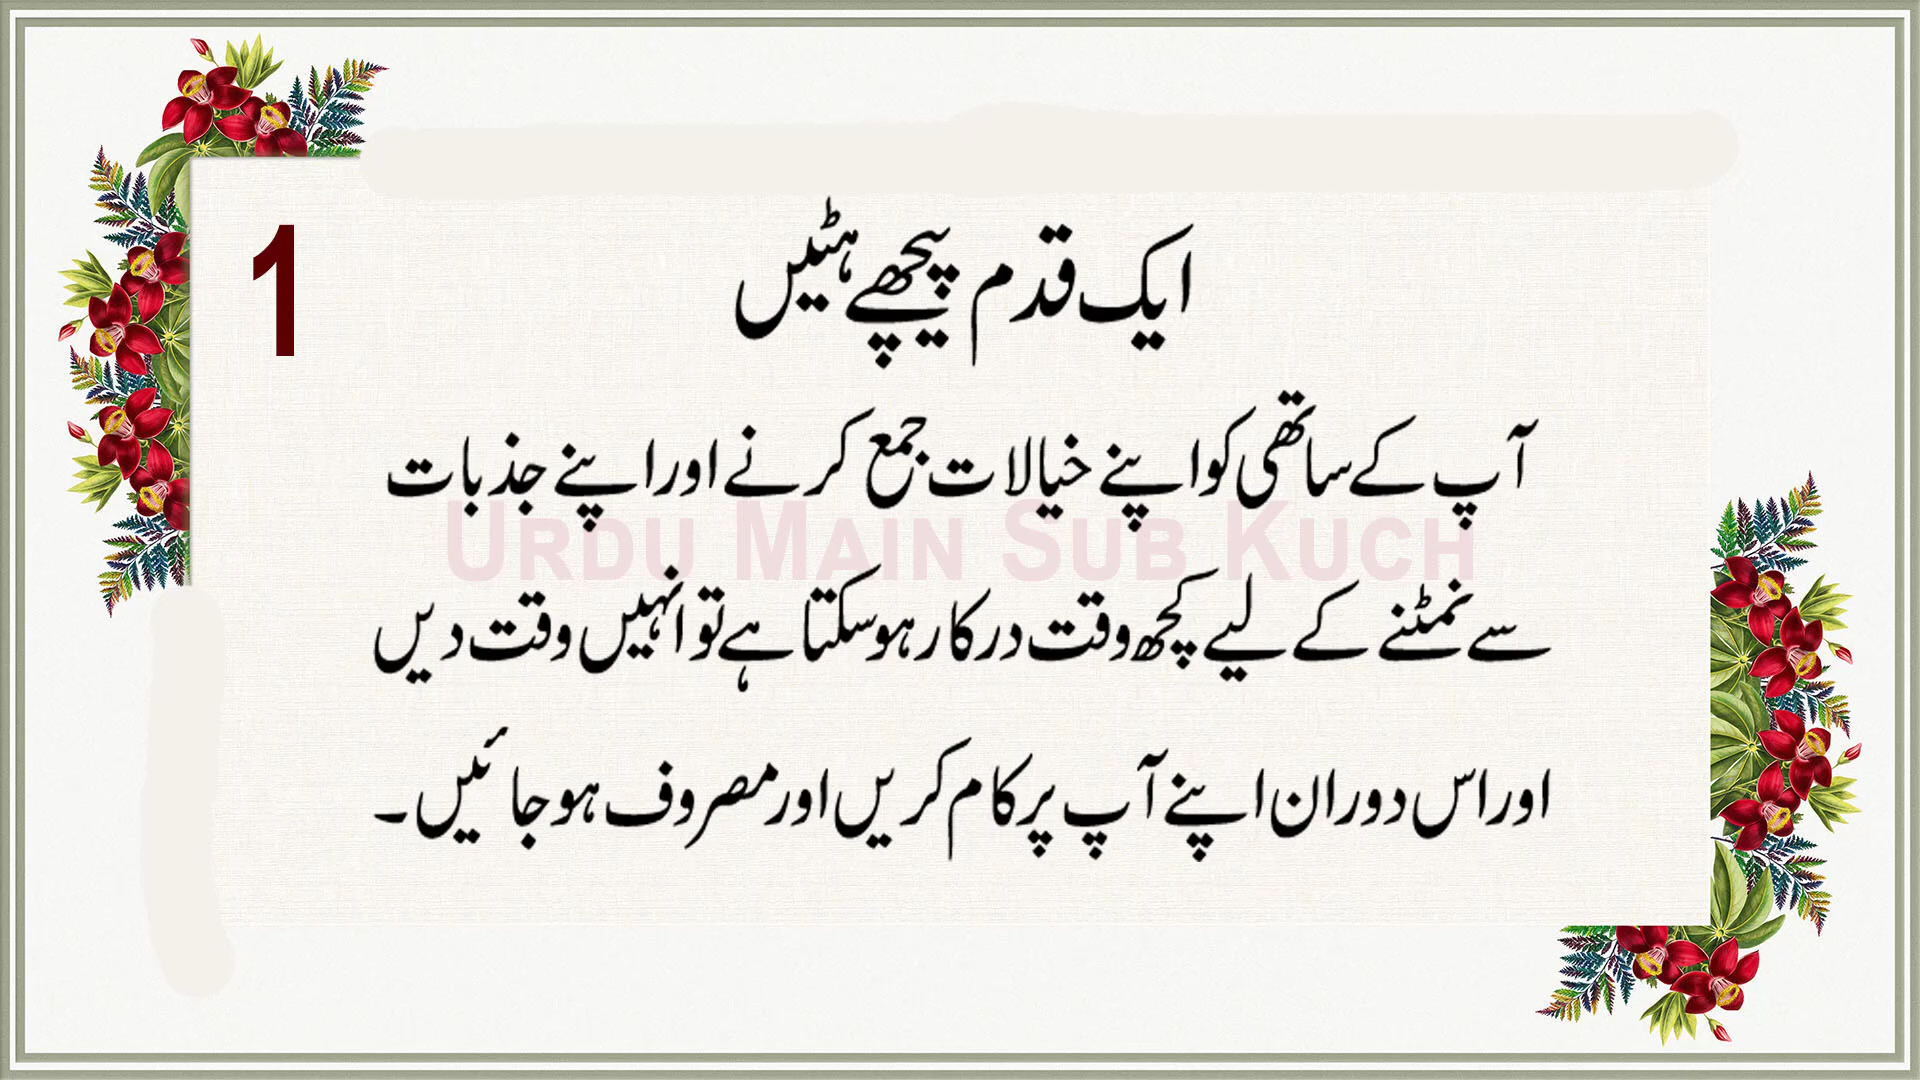 1
ایک قدم پیچھے ہٹیں
آپ کے ساتھی کو اپنے خیالات جمع کرنے اور اپنے جذبات
Urdu Main Sub Kuch
سے نمٹنے کے لیے کچھ وقت درکار ہو سکتا ہے تو انہیں وقت دیں
اور اس دوران اپنے آپ پر کام کریں اور مصروف ہو جائیں۔